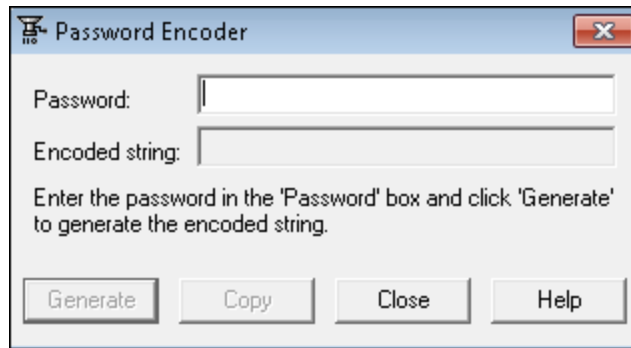 Password Encoder
Password:
Encoded string:
Enter the password in the 'Password' box and click 'Generate'
to generate the encoded string.
Generate Copy Close Help